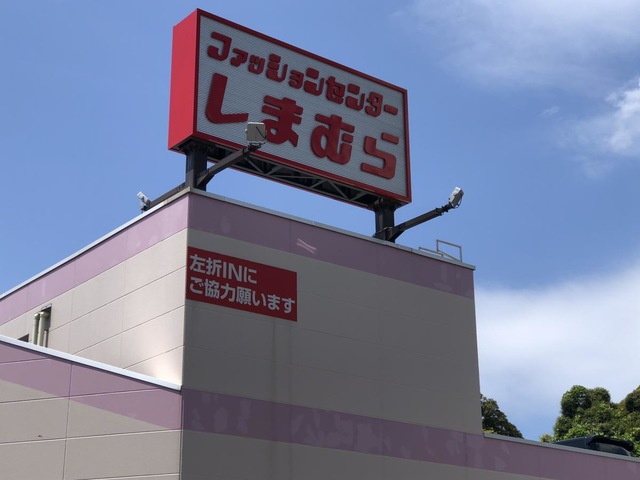 ファッションセンター
しまむら
左折INに
ご協力願います